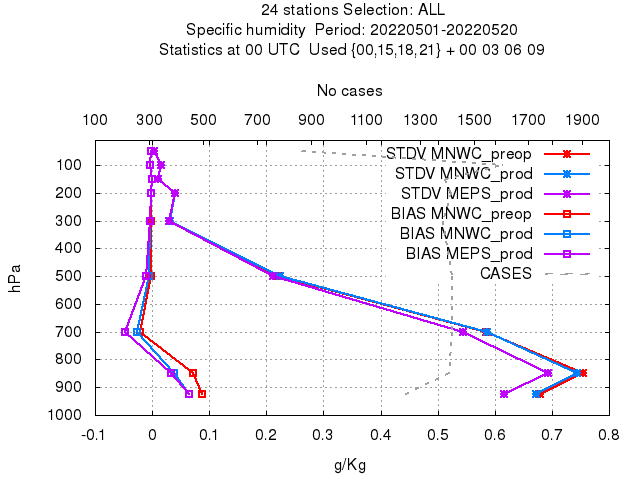 24 stations Selection: ALL
Specific humidity Period: 20220501-20220520
Statistics at 00 UTC Used {00,15,18,21} + 00 03 06 09
No cases
100 300 500 700 900 1100 1300 1500 1700 1900
STDV MNWC_preop
100
STDV MNWC_prod
200
STDV MEPS_prod
BIAS MNWC_preop
300
BIAS MNWC_prod
400
BIAS MEPS_prod
CASES
500
600
700
800
900
1000
hPa
-0.1 0 0.1 0.2 0.3 0.4 0.5 0.6 0.7 0.8
g/Kg